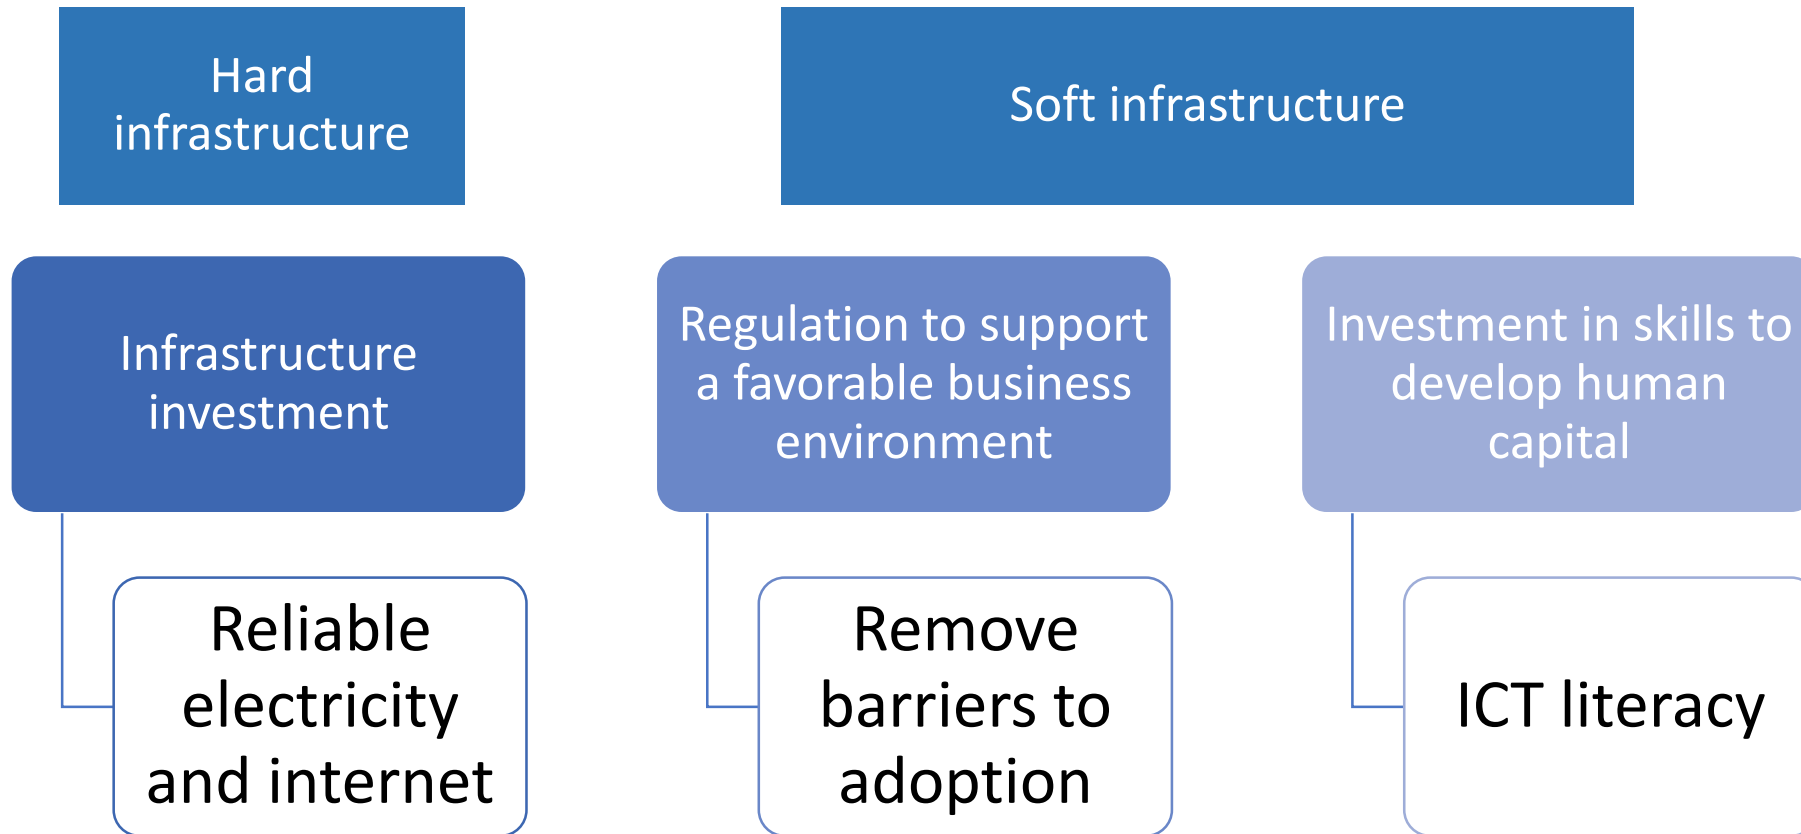 Hard
infrastructure
Soft infrastructure
Infrastructure
investment
Regulation to support
a favorable business
environment
Investment in skills to
develop human
capital
Reliable
electricity
and internet
Remove
barriers to
adoption
ICT literacy